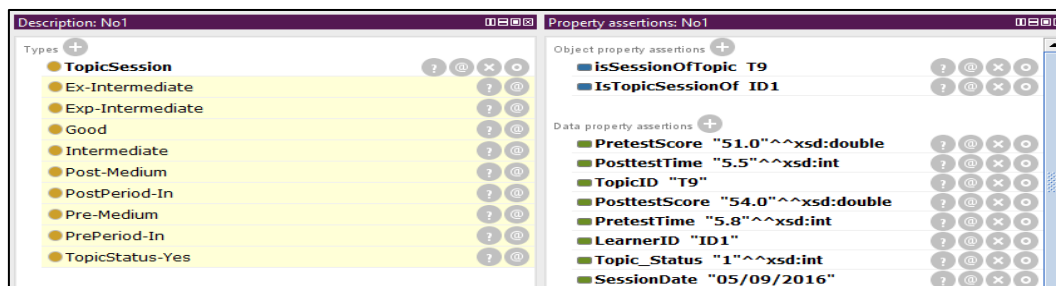 Description: No1
Types
TopicSession
Ex-Intermediate
Exp-Intermediate
Good
Intermediate
Post-Medium
PostPeriod-In
Pre-Medium
PrePeriod-In
TopicStatus-Yes
Property assertions: No1
Object property assertions
isSessionOfTopic T9
IsTopicSessionOf ID1
Data property assertions
PretestScore "51.0"^^xsd:double
PosttestTime "5.5"^^xsd:int
TopicID "T9"
PosttestScore "54.0"^^xsd:double
PretestTime "5.8"^^xsd:int
LearnerID "ID1"
Topic_Status "1"^^xsd:int
SessionDate "05/09/2016"